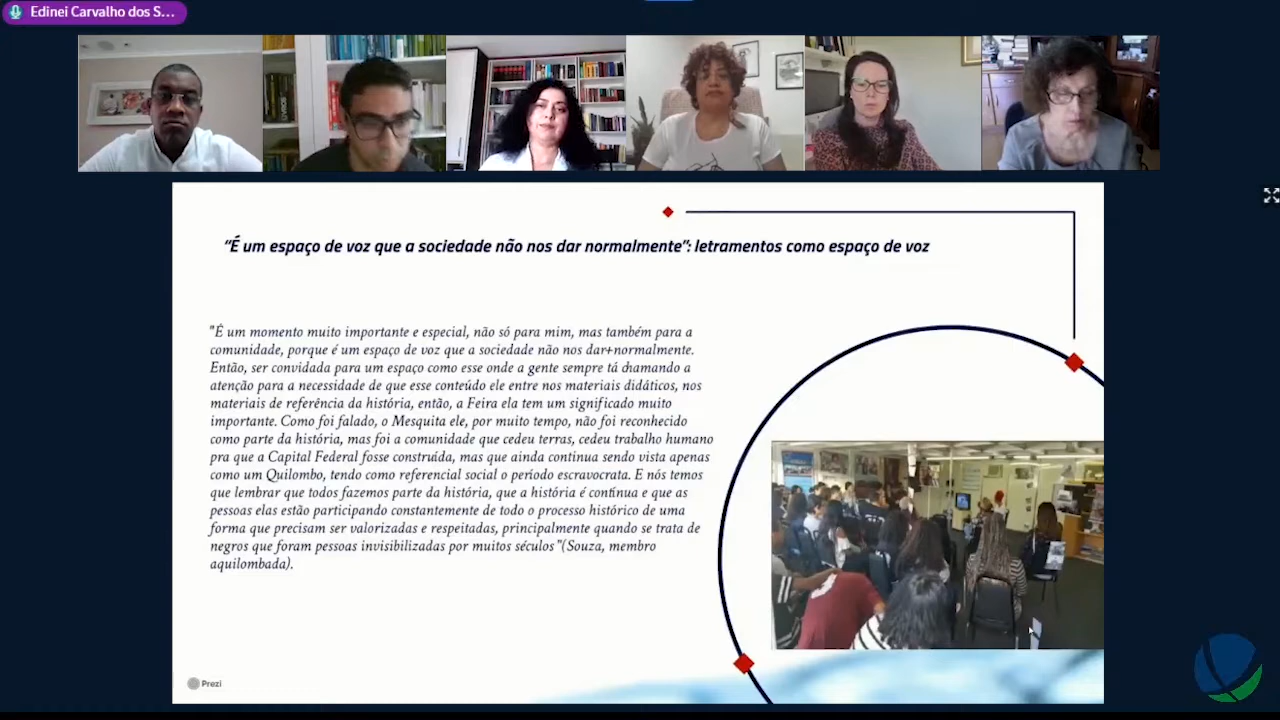 Edinei Carvalho dos S...
“É um espaço de voz que a sociedade não nos dar normalmente”: letramentos como espaço de voz
"É um momento muito importante e especial, não só para mim, mas também para a
comunidade, porque é um espaço de voz que a sociedade não nos dar+normalmente.
Então, ser convidada para um espaço como esse onde a gente sempre tá chamando a
atenção para a necessidade de que esse conteúdo ele entre nos materiais didáticos, nos
materiais de referência da história, então, a Feira ela tem um significado muito
importante. Como foi falado, o Mesquita ele, por muito tempo, não foi reconhecido
como parte da história, mas foi a comunidade que cedeu terras, cedeu trabalho humano
pra que a Capital Federal fosse construída, mas que ainda continua sendo vista apenas
como um Quilombo, tendo como referencial social o período escravocrata. E nós temos
que lembrar que todos fazemos parte da história, que a história é contínua e que as
pessoas elas estão participando constantemente de todo o processo histórico de uma
forma que precisam ser valorizadas e respeitadas, principalmente quando se trata de
negros que foram pessoas invisibilizadas por muitos séculos"(Souza, membro
aquilombada).
Prezi